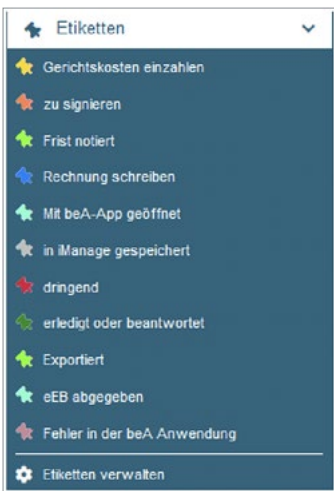 Etiketten
Gerichtskosten einzahlen
zu signieren
Frist notiert
Rechnung schreiben
Mit beA-App geöffnet
in iManage gespeichert
dringend
erledigt oder beantwortet
Exportiert
eEB abgegeben
Fehler in der beA Anwendung
Etiketten verwalten